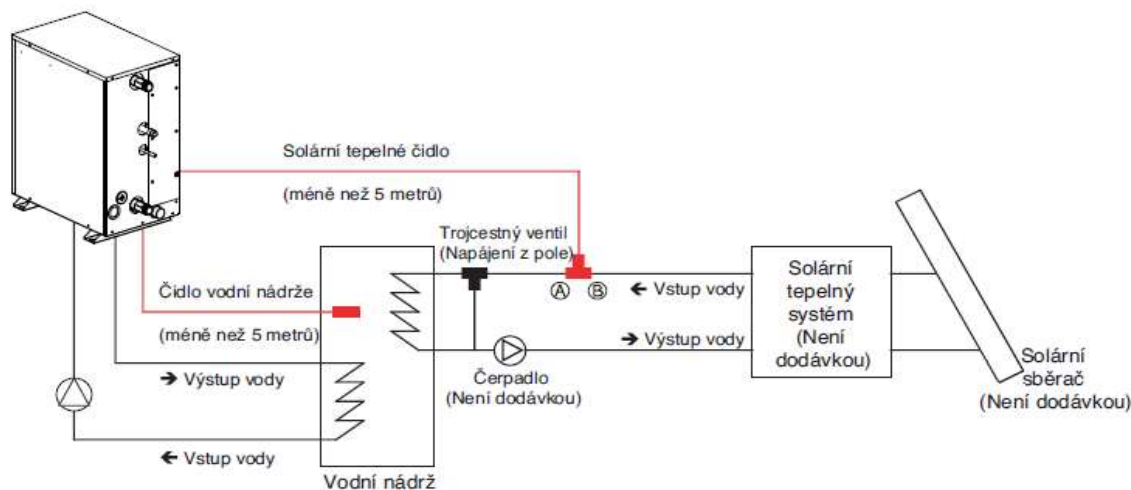 Solární tepelné čidlo
(méně než 5 metrů)
Trojcestný ventil
(Napájení z pole)
Čidlo vodní nádrže
(méně než 5 metrů)
A B
← Vstup vody
→ Výstup vody
Solární
tepelný
systém
(Není
dodávkou)
Solární
sběrač
(Není dodávkou)
Čerpadlo
(Není dodávkou)
→ Výstup vody
← Vstup vody
Vodní nádrž